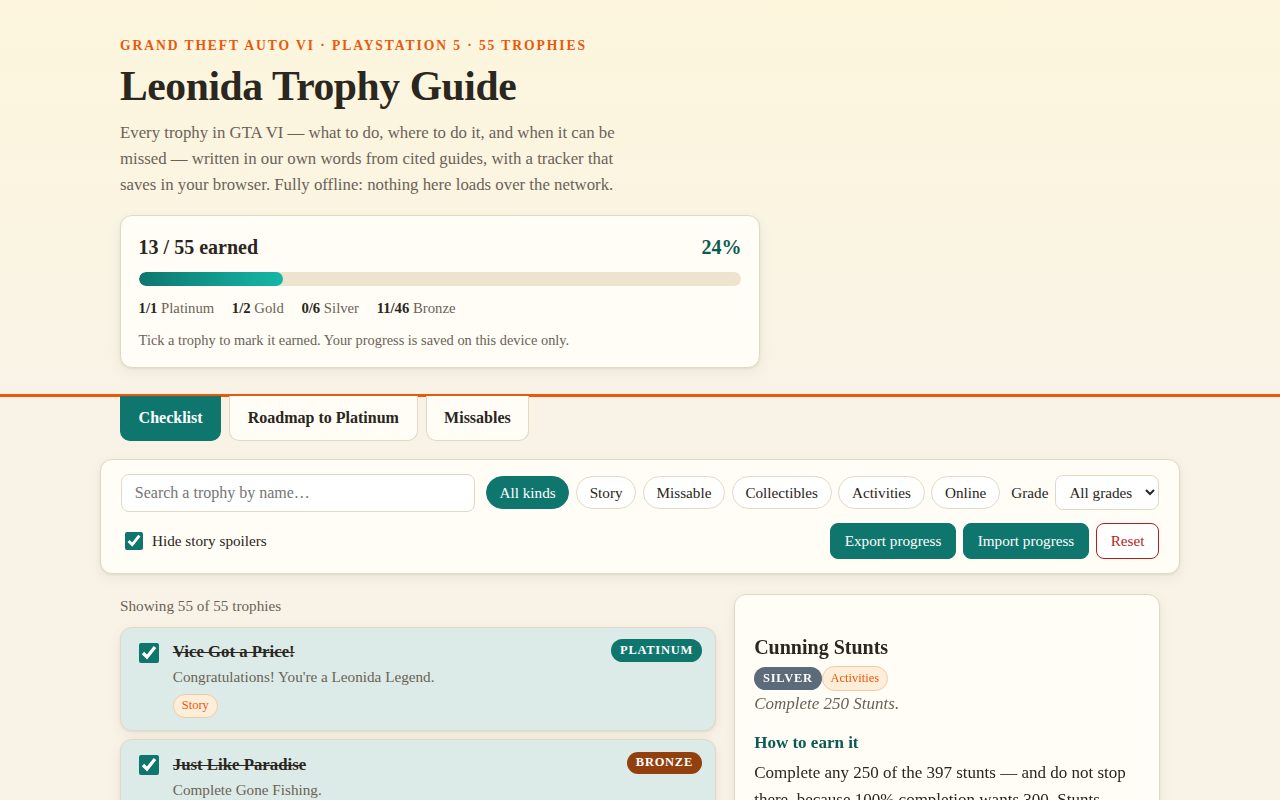 GRAND THEFT AUTO VI · PLAYSTATION 5 · 55 TROPHIES
Leonida Trophy Guide
Every trophy in GTA VI — what to do, where to do it, and when it can be
missed — written in our own words from cited guides, with a tracker that
saves in your browser. Fully offline: nothing here loads over the network.
13 / 55 earned 24%
1/1 Platinum 1/2 Gold 0/6 Silver 11/46 Bronze
Tick a trophy to mark it earned. Your progress is saved on this device only.
Checklist Roadmap to Platinum Missables
Search a trophy by name… All kinds Story Missable Collectibles Activities Online Grade All grades
Hide story spoilers Export progress Import progress Reset
Showing 55 of 55 trophies
Vice Got a Price! PLATINUM
Congratulations! You're a Leonida Legend.
Story
Just Like Paradise BRONZE
Complete Gone Fishing.
Cunning Stunts
SILVER Activities
Complete 250 Stunts.
How to earn it
Complete any 250 of the 397 stunts — and do not stop
there, because 100% completion wants 300. Stunts